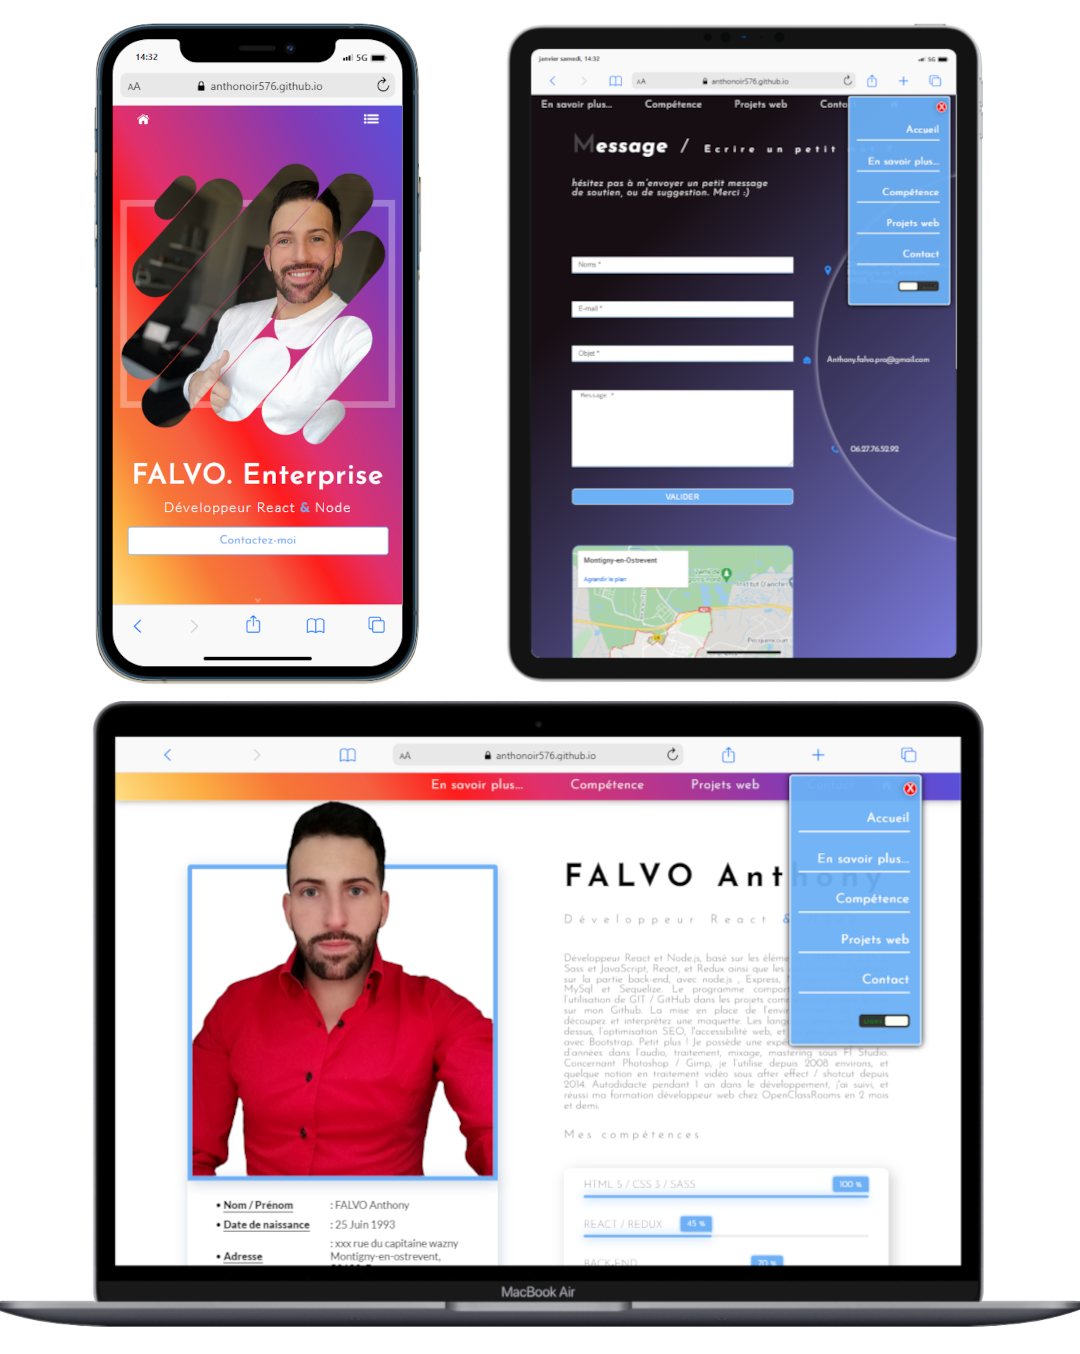 14:32
5G
AA
anthonoir576.github.io
FALVO. Enterprise
Développeur React & Node
Contactez-moi
janvier samedi, 14:32
5G
AA
anthonoir576.github.io
En savoir plus...
Compétence
Projets web
Conta
X
Accueil
En savoir plus...
Compétence
Projets web
Contact
Message / Ecrire un petit
hésitez pas à m'envoyer un petit message
de soutien, ou de suggestion. Merci :)
Noms *
E-mail *
Objet *
Message *
Anthony.falvo.pro@gmail.com
06.27.76.52.92
VALIDER
Montigny-en-Ostrevent
Agrandir le plan
Institut D'anchin
Pecquencourt
AA
anthonoir576.github.io
En savoir plus...
Compétence
Projets web
Contact
X
Accueil
En savoir plus...
Compétence
Projets web
Contact
FALVO Anthony
Développeur React &
Développeur React et Node.js, basé sur les éléme
Sass et JavaScript, React, et Redux ainsi que les
sur la partie back-end, avec node.js , Express,
MySql et Sequelize. Le programme comport
l'utilisation de GIT / GitHub dans les projets com
sur mon Github. La mise en place de l'envir
découpez et interprétez une maquette. Les lang
dessus, l'optimisation SEO, l'accessibilité web, et
avec Bootstrap. Petit plus ! Je possède une expé
d'années dans l'audio, traitement, mixage, mastering sous Fl Studio.
Concernant Photoshop / Gimp, je l'utilise depuis 2008 environs, et
quelque notion en traitement vidéo sous after effect / shotcut depuis
2014. Autodidacte pendant 1 an dans le développement, j'ai suivi, et
réussi ma formation développeur web chez OpenClassRooms en 2 mois
et demi.
Mes compétences
HTML 5 / CSS 3 / SASS
100 %
REACT / REDUX
45 %
BACK-END
70 %
• Nom / Prénom : FALVO Anthony
• Date de naissance : 25 Juin 1993
• Adresse : xxx rue du capitaine wazny
Montigny-en-ostrevent,
MacBook Air